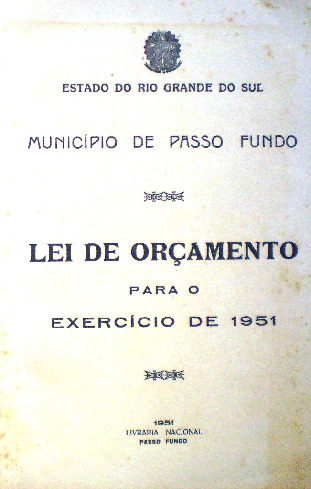 ESTADO DO RIO GRANDE DO SUL
MUNICÍPIO DE PASSO FUNDO
LEI DE ORÇAMENTO
PARA O
EXERCÍCIO DE 1951
1951
LIVRARIA NACIONAL
PASSO FUNDO